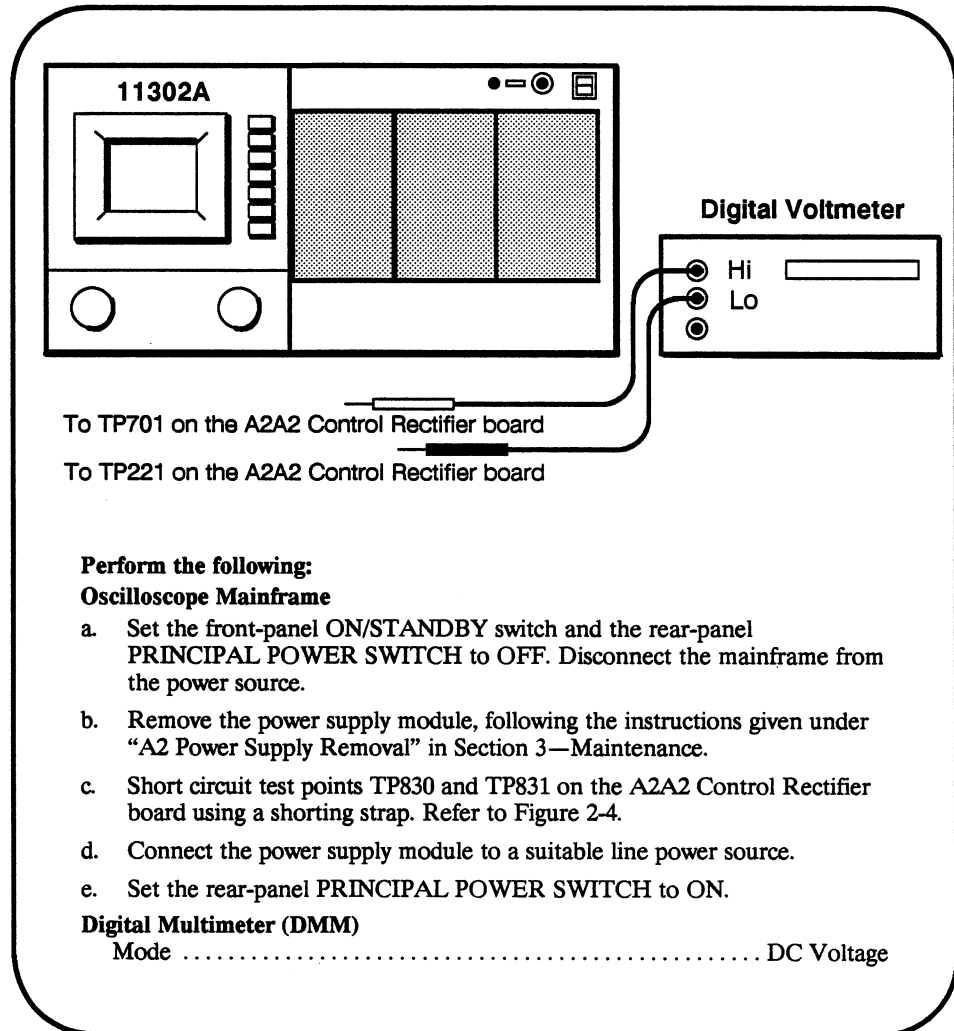 11302A
Digital Voltmeter
Hi
Lo
To TP701 on the A2A2 Control Rectifier board
To TP221 on the A2A2 Control Rectifier board
Perform the following:
Oscilloscope Mainframe
a. Set the front-panel ON/STANDBY switch and the rear-panel
PRINCIPAL POWER SWITCH to OFF. Disconnect the mainframe from
the power source.
b. Remove the power supply module, following the instructions given under
“A2 Power Supply Removal” in Section 3—Maintenance.
c. Short circuit test points TP830 and TP831 on the A2A2 Control Rectifier
board using a shorting strap. Refer to Figure 2-4.
d. Connect the power supply module to a suitable line power source.
e. Set the rear-panel PRINCIPAL POWER SWITCH to ON.
Digital Multimeter (DMM)
Mode .................................................. DC Voltage